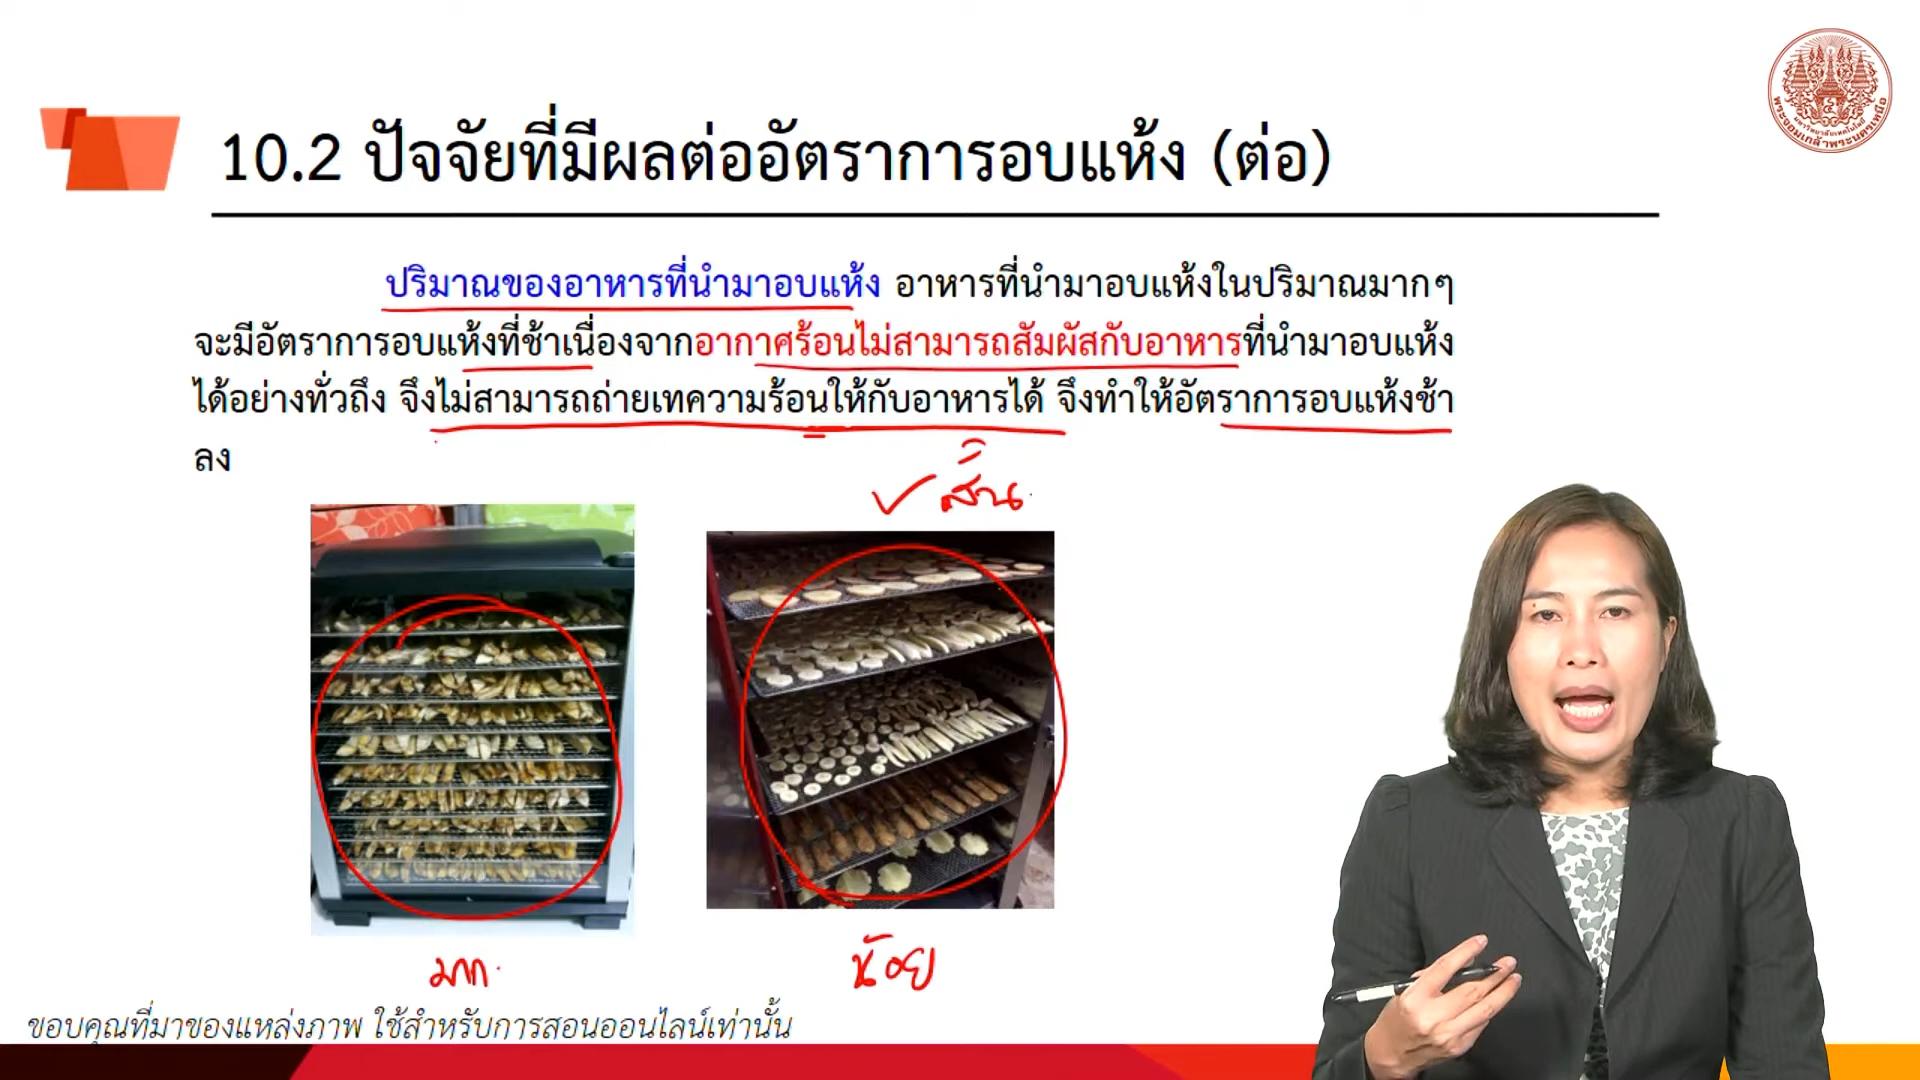 10.2 ปัจจัยที่มีผลต่ออัตราการอบแห้ง (ต่อ)
ปริมาณของอาหารที่นำมาอบแห้ง อาหารที่นำมาอบแห้งในปริมาณมากๆ
จะมีอัตราการอบแห้งที่ช้าเนื่องจากอากาศร้อนไม่สามารถสัมผัสกับอาหารที่นำมาอบแห้ง
ได้อย่างทั่วถึง จึงไม่สามารถถ่ายเทความร้อนให้กับอาหารได้ จึงทำให้อัตราการอบแห้งช้า
ลง
สั้น
มาก
น้อย
ขอบคุณที่มาของแหล่งภาพ ใช้สำหรับการสอนออนไลน์เท่านั้น